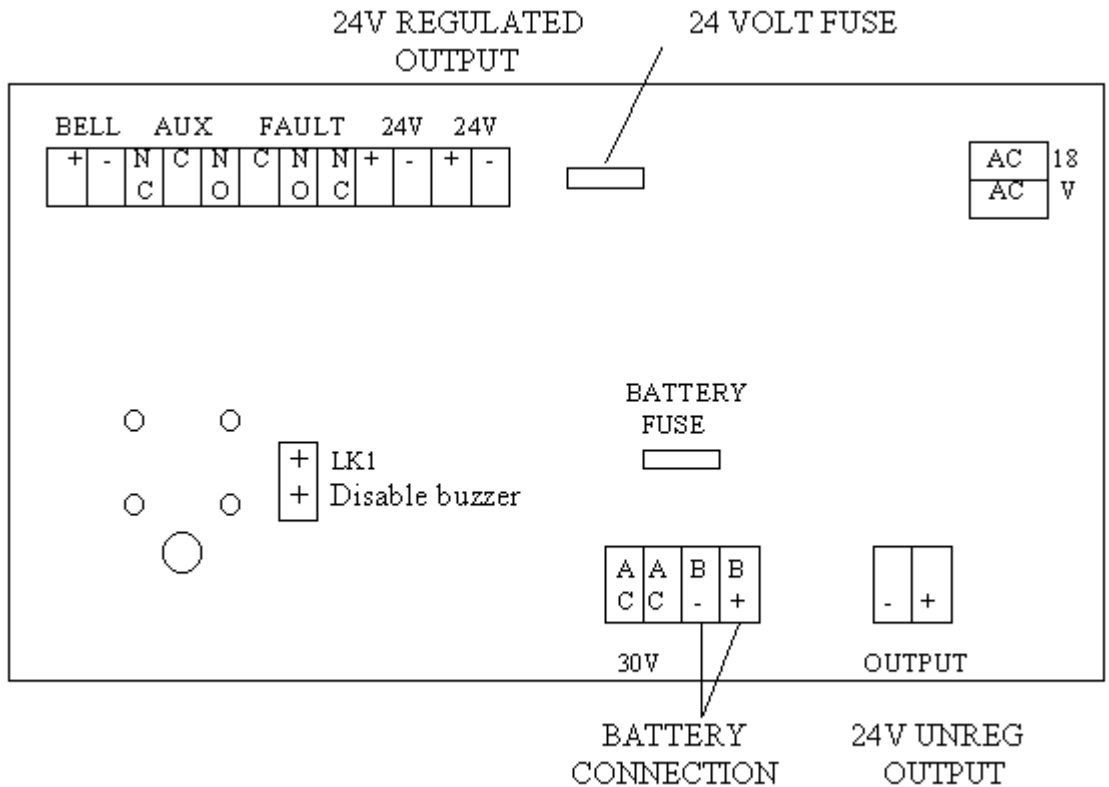 24V REGULATED
OUTPUT
24 VOLT FUSE
BELL AUX FAULT 24V 24V
+ - N C N C N N + - + -
C O O C
AC 18
AC V
BATTERY
FUSE
+ LK1
+ Disable buzzer
A A B B
C C - + - +
30V OUTPUT
BATTERY
CONNECTION
24V UNREG
OUTPUT